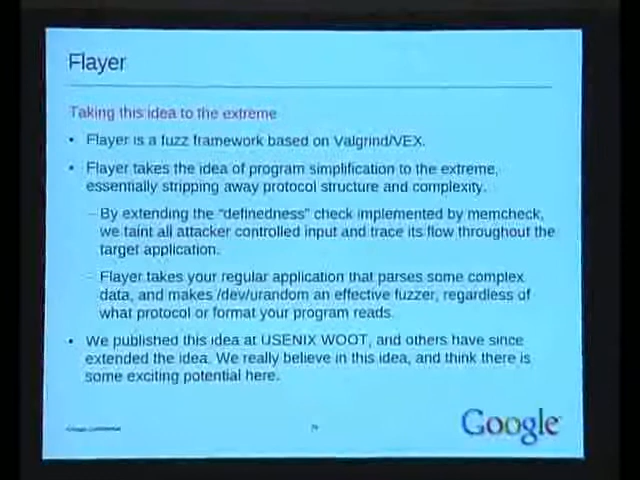 Flayer
Taking this idea to the extreme
• Flayer is a fuzz framework based on Valgrind/VEX.
• Flayer takes the idea of program simplification to the extreme,
essentially stripping away protocol structure and complexity.
– By extending the "definedness" check implemented by memcheck,
we taint all attacker controlled input and trace its flow throughout the
target application.
– Flayer takes your regular application that parses some complex
data, and makes /dev/urandom an effective fuzzer, regardless of
what protocol or format your program reads.
• We published this idea at USENIX WOOT, and others have since
extended the idea. We really believe in this idea, and think there is
some exciting potential here.
Google